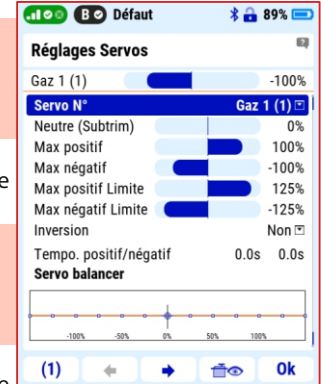 B Défaut 89%
Réglages Servos
Gaz 1 (1) -100%
Servo N° Gaz 1 (1)
Neutre (Subtrim) 0%
Max positif 100%
Max négatif -100%
Max positif Limite 125%
Max négatif Limite -125%
Inversion Non
Tempo. positif/négatif 0.0s 0.0s
Servo balancer
-100% -50% 0% 50% 100%
(1) Ok
e
e